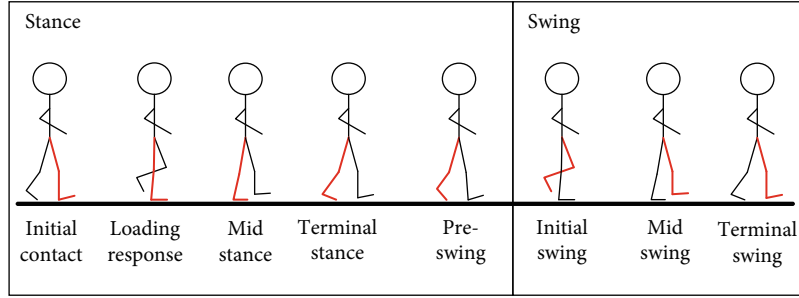 Stance
Swing
Initial
contact
Loading
response
Mid
stance
Terminal
stance
Pre-
swing
Initial
swing
Mid
swing
Terminal
swing